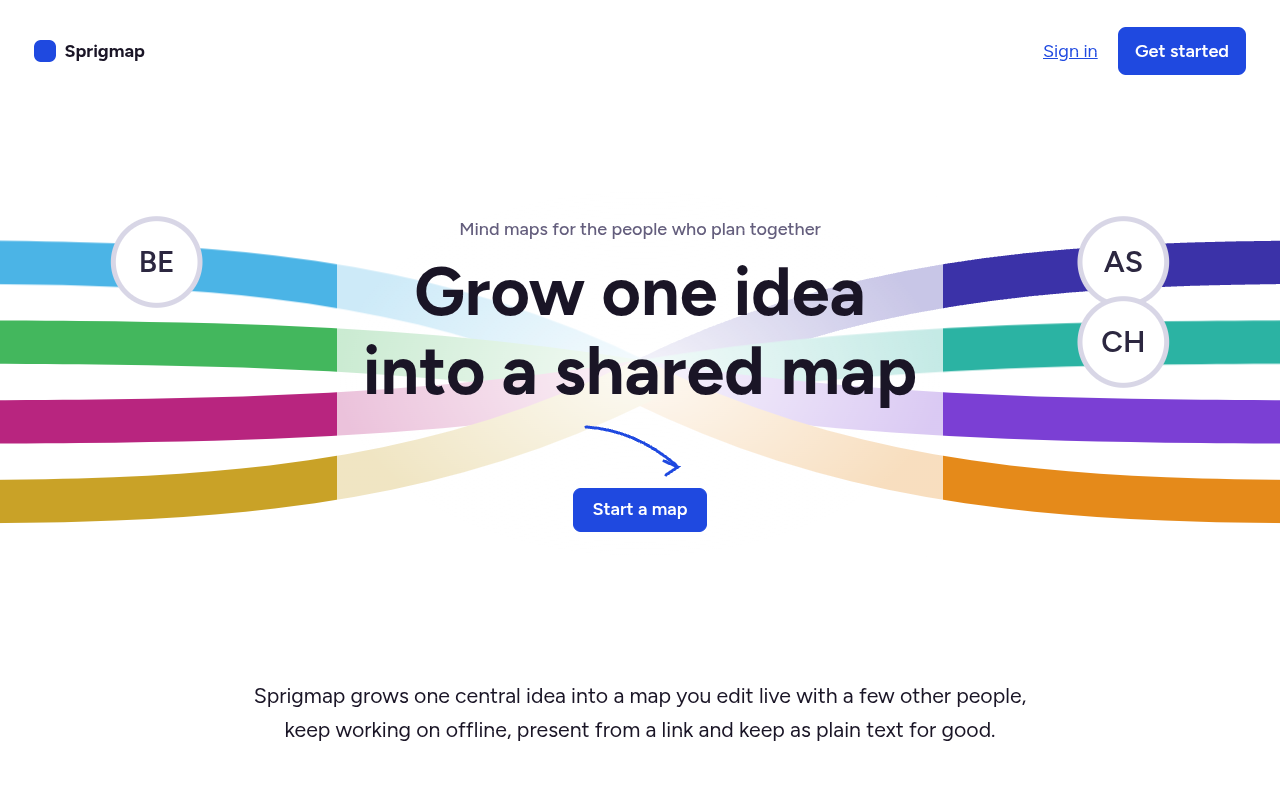 Sprigmap
Sign in
Get started
Mind maps for the people who plan together
BE
AS
Grow one idea
CH
into a shared map
Start a map
Sprigmap grows one central idea into a map you edit live with a few other people,
keep working on offline, present from a link and keep as plain text for good.